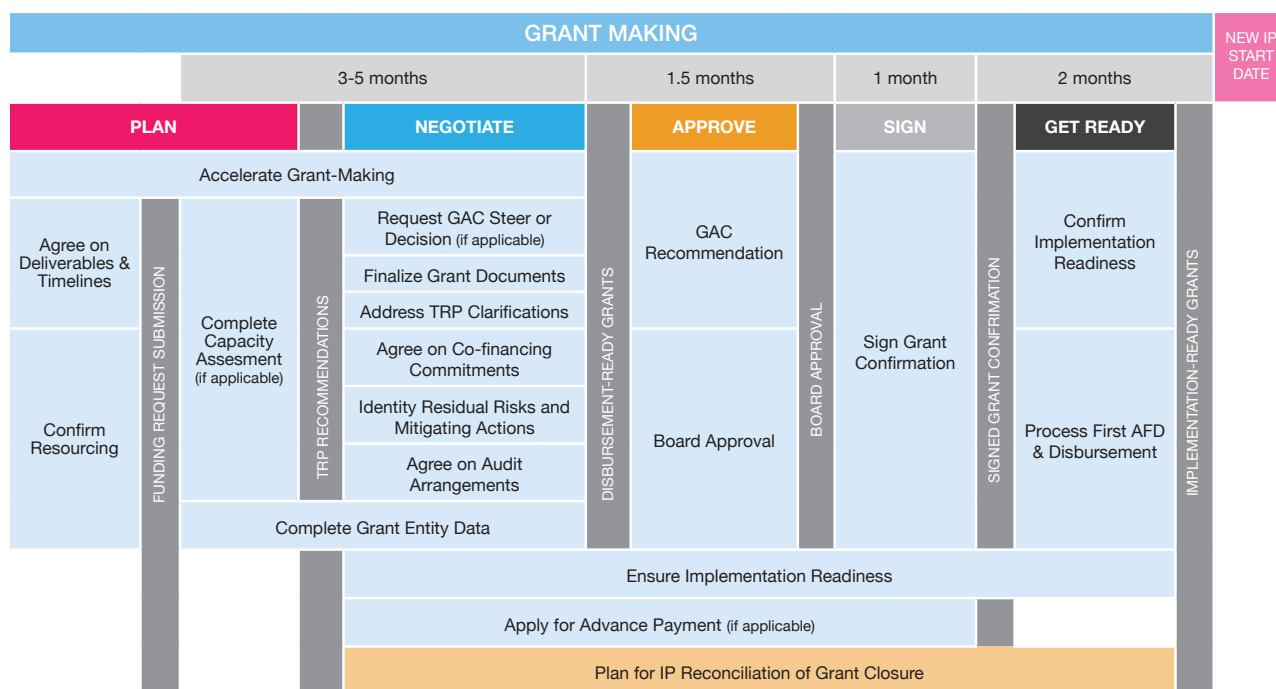 GRANT MAKING
NEW IP
START
DATE
3-5 months
1.5 months
1 month
2 months
PLAN
NEGOTIATE
APPROVE
SIGN
GET READY
Accelerate Grant-Making
Agree on
Deliverables &
Timelines
Confirm
Resourcing
FUNDING REQUEST SUBMISSION
Complete
Capacity
Assesment
(if applicable)
TRP RECOMMENDATIONS
Request GAC Steer or
Decision (if applicable)
Finalize Grant Documents
Address TRP Clarifications
Agree on Co-financing
Commitments
Identity Residual Risks and
Mitigating Actions
Agree on Audit
Arrangements
Complete Grant Entity Data
DISBURSEMENT-READY GRANTS
GAC
Recommendation
Board Approval
BOARD APPROVAL
Sign Grant
Confirmation
SIGNED GRANT CONFRIMATION
Confirm
Implementation
Readiness
Process First AFD
& Disbursement
IMPLEMENTATION-READY GRANTS
Ensure Implementation Readiness
Apply for Advance Payment (if applicable)
Plan for IP Reconciliation of Grant Closure